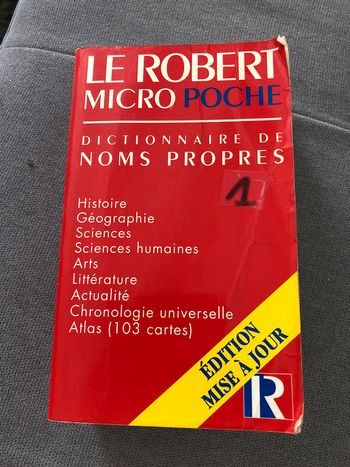 LE ROBERT
MICRO POCHE
DICTIONNAIRE DE
NOMS PROPRES
1
Histoire
Géographie
Sciences
Sciences humaines
Arts
Littérature
Actualité
Chronologie universelle
Atlas (103 cartes)
ÉDITION
MISE À JOUR
R